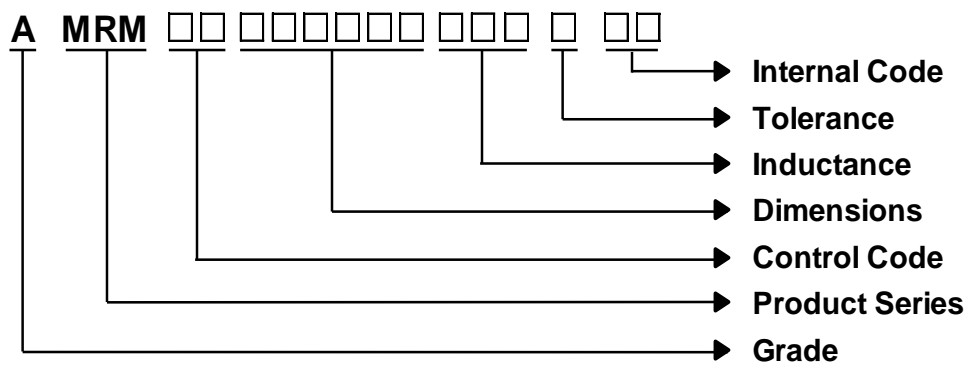 A MRM □□ □□□□□□ □□□ □ □□
Internal Code
Tolerance
Inductance
Dimensions
Control Code
Product Series
Grade